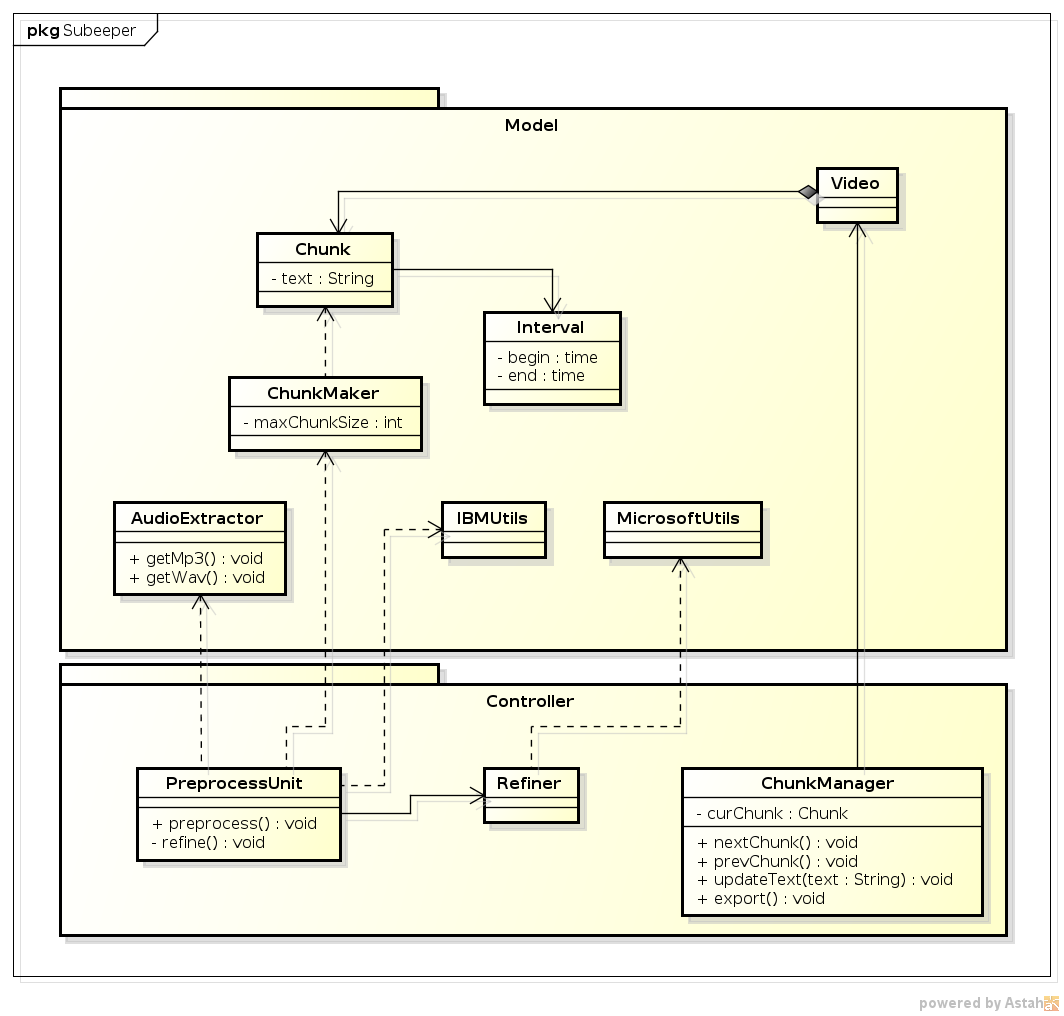 pkg Subeeper
Model
Video
Chunk
- text : String
Interval
- begin : time
- end : time
ChunkMaker
- maxChunkSize : int
AudioExtractor
+ getMp3() : void
+ getWav() : void
IBMUtils
MicrosoftUtils
Controller
PreprocessUnit
+ preprocess() : void
- refine() : void
Refiner
ChunkManager
- curChunk : Chunk
+ nextChunk() : void
+ prevChunk() : void
+ updateText(text : String) : void
+ export() : void
powered by Astah